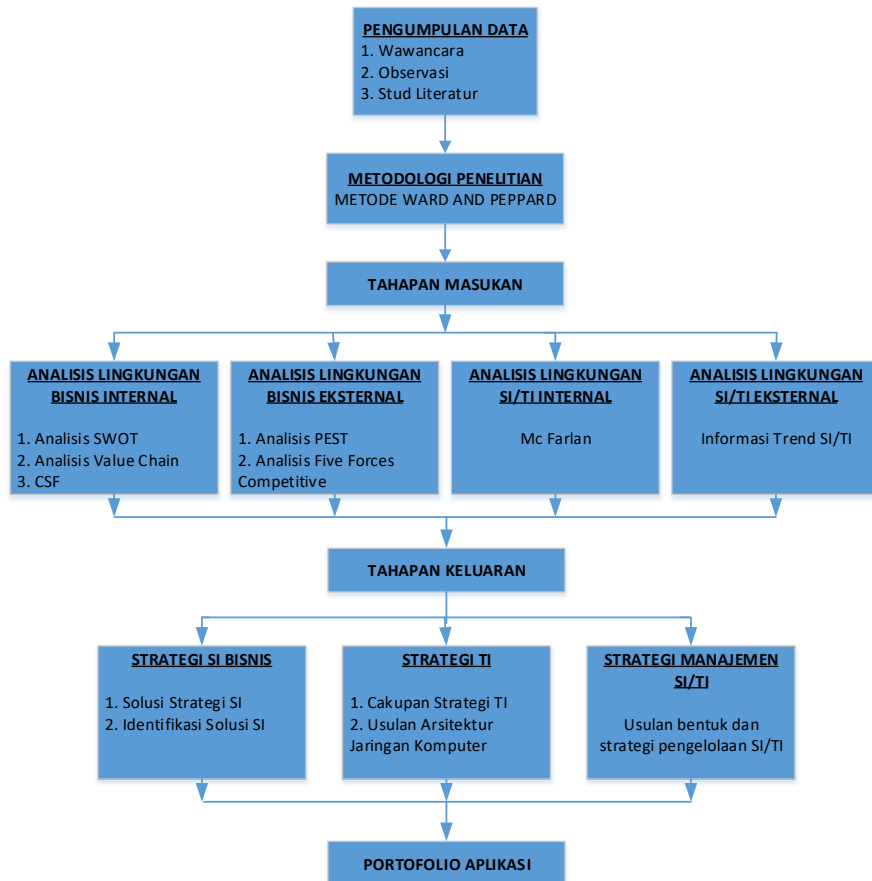 PENGUMPULAN DATA
1. Wawancara
2. Observasi
3. Stud Literatur
METODOLOGI PENELITIAN
METODE WARD AND PEPPARD
TAHAPAN MASUKAN
ANALISIS LINGKUNGAN
BISNIS INTERNAL
1. Analisis SWOT
2. Analisis Value Chain
3. CSF
ANALISIS LINGKUNGAN
BISNIS EKSTERNAL
1. Analisis PEST
2. Analisis Five Forces
Competitive
ANALISIS LINGKUNGAN
SI/TI INTERNAL
Mc Farlan
ANALISIS LINGKUNGAN
SI/TI EKSTERNAL
Informasi Trend SI/TI
TAHAPAN KELUARAN
STRATEGI SI BISNIS
1. Solusi Strategi SI
2. Identifikasi Solusi SI
STRATEGI TI
1. Cakupan Strategi TI
2. Usulan Arsitektur
Jaringan Komputer
STRATEGI MANAJEMEN
SI/TI
Usulan bentuk dan
strategi pengelolaan SI/TI
PORTOFOLIO APLIKASI